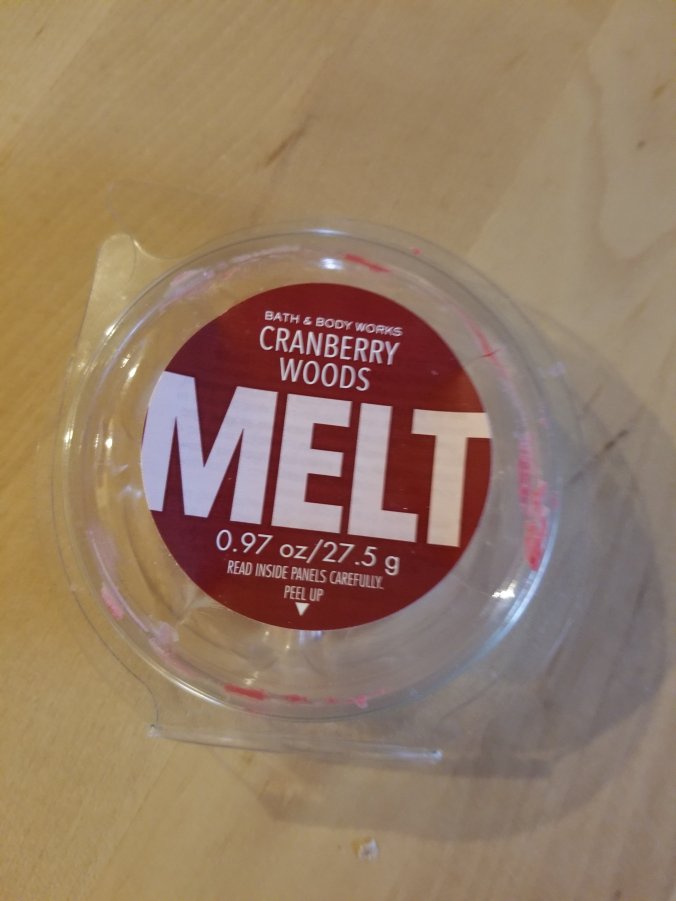 BATH & BODY WORKS
CRANBERRY
WOODS
MELT
0.97 oz/27.5 g
READ INSIDE PANELS CAREFULLY.
PEEL UP